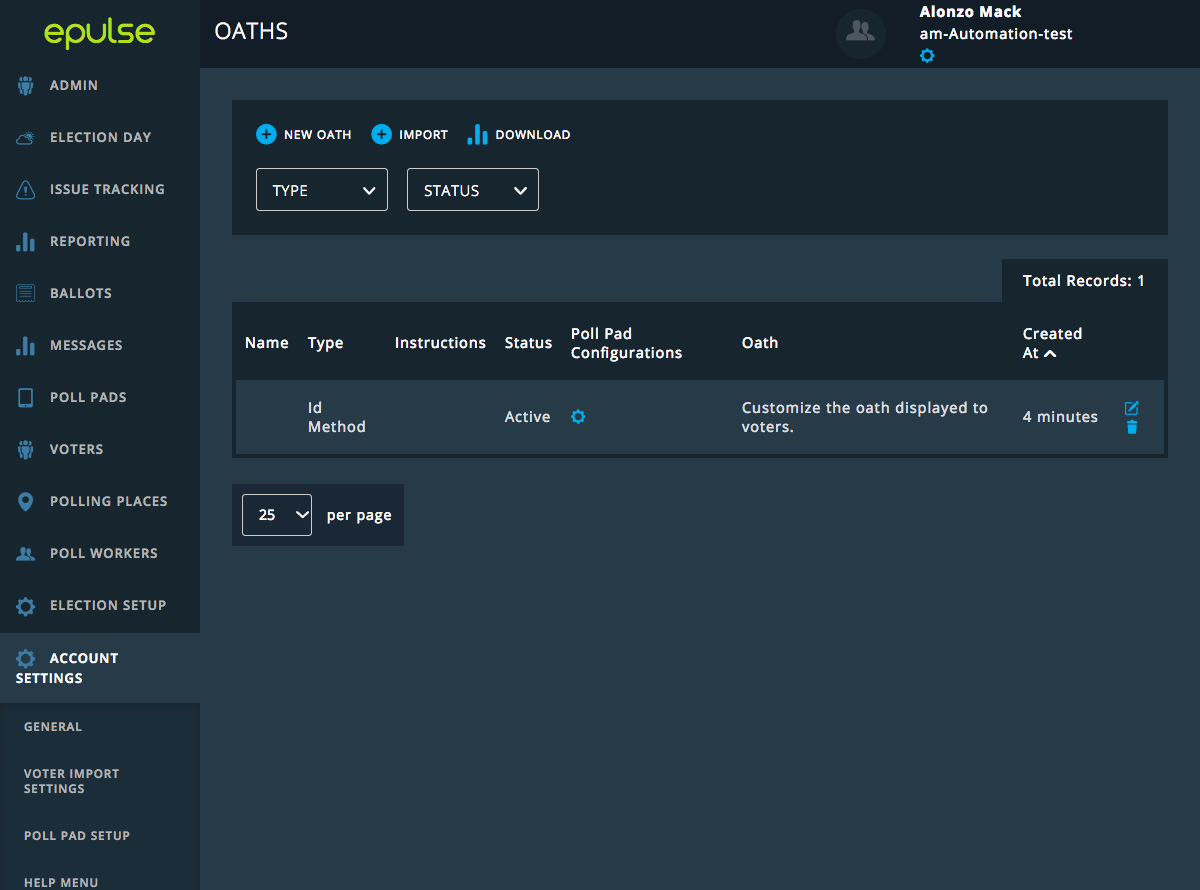 epulse
OATHS
Alonzo Mack
am-Automation-test
ADMIN
ELECTION DAY
ISSUE TRACKING
REPORTING
BALLOTS
MESSAGES
POLL PADS
VOTERS
POLLING PLACES
POLL WORKERS
ELECTION SETUP
ACCOUNT
SETTINGS
GENERAL
VOTER IMPORT
SETTINGS
POLL PAD SETUP
HELP MENU
NEW OATH IMPORT DOWNLOAD
TYPE STATUS
Total Records: 1
Name Type Instructions Status Poll Pad
Configurations Oath Created
At
Id
Method Active Customize the oath displayed to
voters. 4 minutes
25 per page